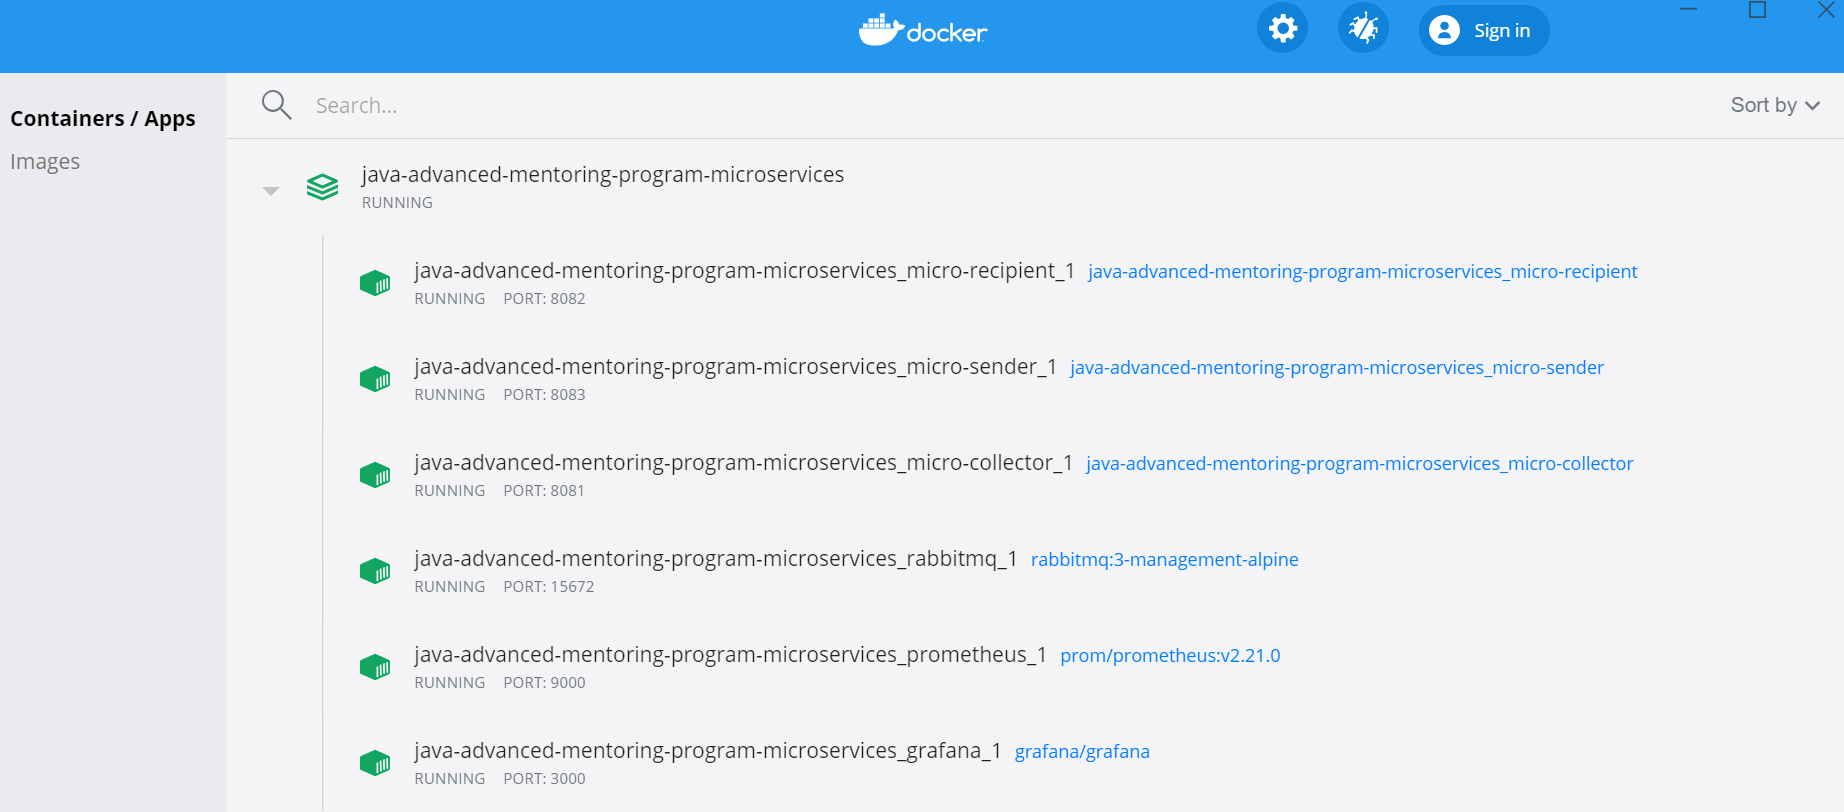 docker
Sign in
Containers / Apps
Images
Search...
Sort by
java-advanced-mentoring-program-microservices
RUNNING
java-advanced-mentoring-program-microservices_micro-recipient_1 java-advanced-mentoring-program-microservices_micro-recipient
RUNNING PORT: 8082
java-advanced-mentoring-program-microservices_micro-sender_1 java-advanced-mentoring-program-microservices_micro-sender
RUNNING PORT: 8083
java-advanced-mentoring-program-microservices_micro-collector_1 java-advanced-mentoring-program-microservices_micro-collector
RUNNING PORT: 8081
java-advanced-mentoring-program-microservices_rabbitmq_1 rabbitmq:3-management-alpine
RUNNING PORT: 15672
java-advanced-mentoring-program-microservices_prometheus_1 prom/prometheus:v2.21.0
RUNNING PORT: 9000
java-advanced-mentoring-program-microservices_grafana_1 grafana/grafana
RUNNING PORT: 3000